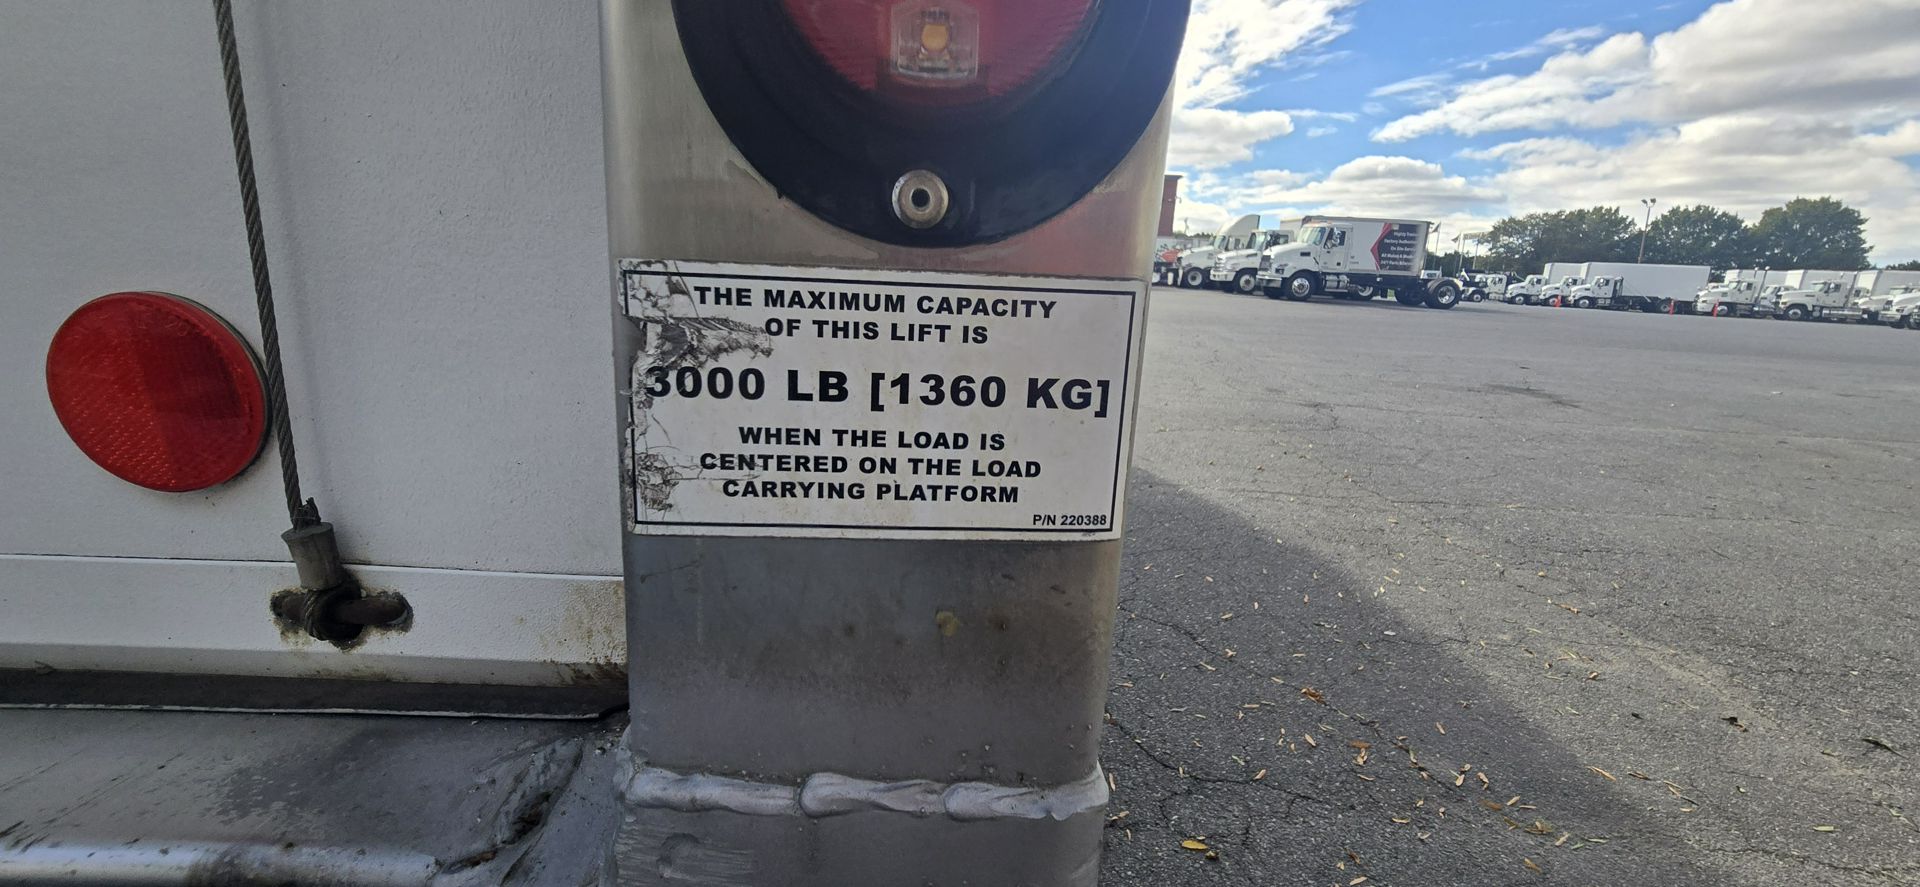 THE MAXIMUM CAPACITY
OF THIS LIFT IS
3000 LB [1360 KG]
WHEN THE LOAD IS
CENTERED ON THE LOAD
CARRYING PLATFORM
P/N 220388